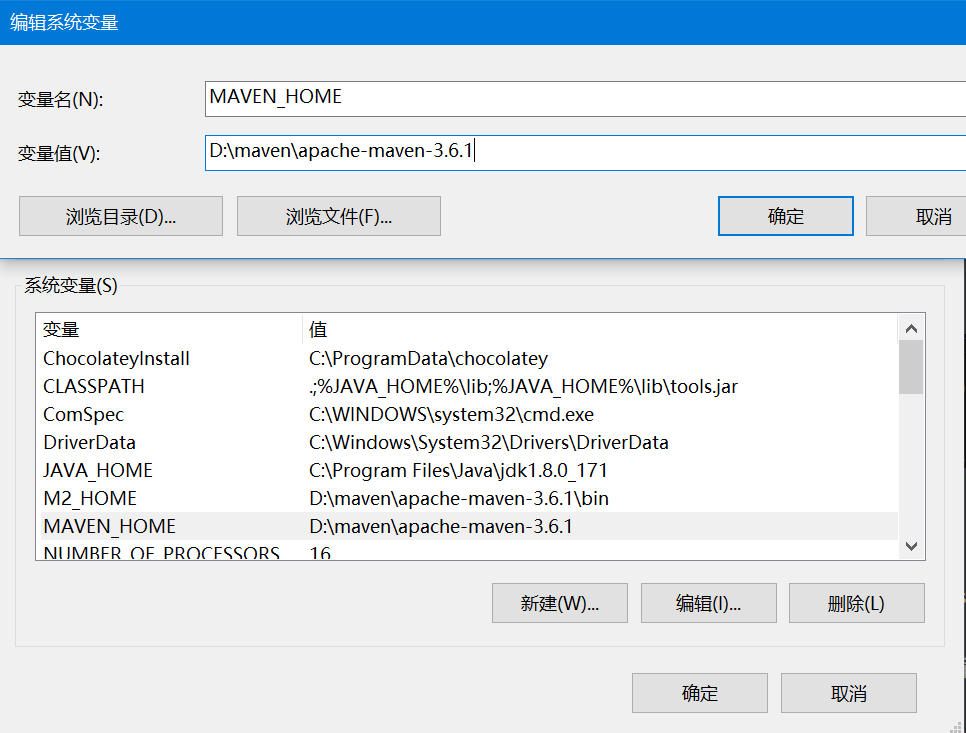 编辑系统变量
变量名(N): MAVEN_HOME
变量值(V): D:\maven\apache-maven-3.6.1
浏览目录(D)... 浏览文件(F)... 确定 取消
系统变量(S)
变量 值
ChocolateyInstall C:\ProgramData\chocolatey
CLASSPATH .;%JAVA_HOME%\lib;%JAVA_HOME%\lib\tools.jar
ComSpec C:\WINDOWS\system32\cmd.exe
DriverData C:\Windows\System32\Drivers\DriverData
JAVA_HOME C:\Program Files\Java\jdk1.8.0_171
M2_HOME D:\maven\apache-maven-3.6.1\bin
MAVEN_HOME D:\maven\apache-maven-3.6.1
NUMBER_OF_PROCESSORS 16
新建(W)... 编辑(I)... 删除(L)
确定 取消